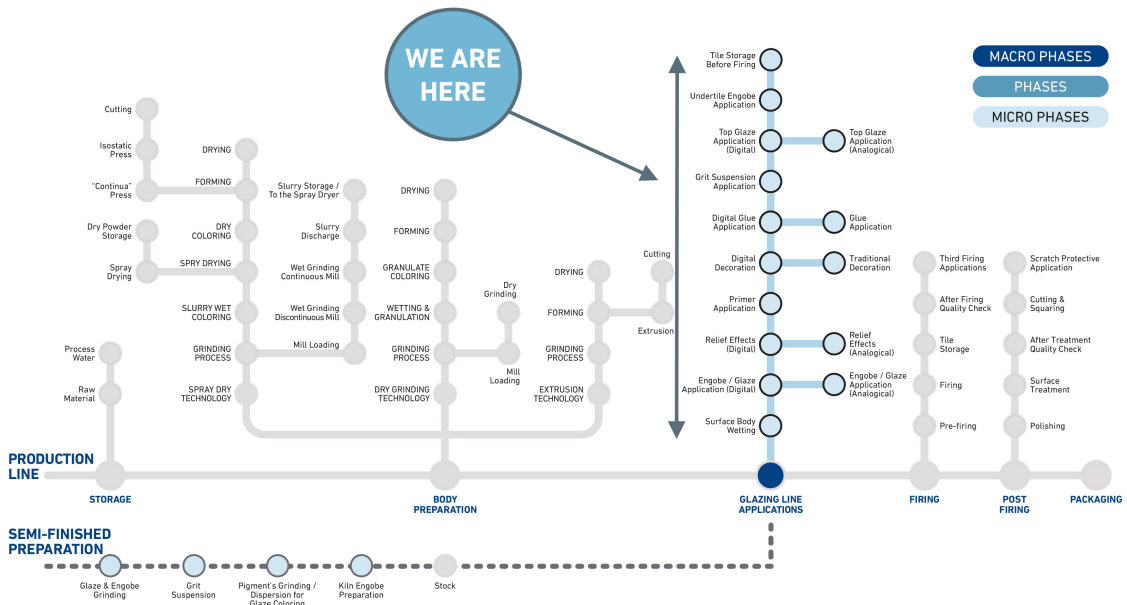 WE ARE
HERE
MACRO PHASES
PHASES
MICRO PHASES
Cutting
Isostatic
Press
"Continua"
Press
Dry Powder
Storage
Spray
Drying
Process
Water
Raw
Material
DRYING
FORMING
DRY
COLORING
SPRY DRYING
SLURRY WET
COLORING
GRINDING
PROCESS
SPRAY DRY
TECHNOLOGY
Slurry Storage /
To the Spray Dryer
Slurry
Discharge
Wet Grinding
Continuous Mill
Wet Grinding
Discontinuous Mill
Mill Loading
DRYING
FORMING
GRANULATE
COLORING
WETTING &
GRANULATION
GRINDING
PROCESS
DRY GRINDING
TECHNOLOGY
Dry
Grinding
Mill
Loading
DRYING
FORMING
GRINDING
PROCESS
EXTRUSION
TECHNOLOGY
Cutting
Extrusion
Tile Storage
Before Firing
Undertile Engobe
Application
Top Glaze
Application
(Digital)
Top Glaze
Application
(Analogical)
Grit Suspension
Application
Digital Glue
Application
Glue
Application
Digital
Decoration
Traditional
Decoration
Primer
Application
Relief Effects
(Digital)
Relief
Effects
(Analogical)
Engobe / Glaze
Application (Digital)
Engobe / Glaze
Application
(Analogical)
Surface Body
Wetting
Third Firing
Applications
After Firing
Quality Check
Tile
Storage
Firing
Pre-firing
Scratch Protective
Application
Cutting &
Squaring
After Treatment
Quality Check
Surface
Treatment
Polishing
PRODUCTION
LINE
STORAGE
BODY
PREPARATION
GLAZING LINE
APPLICATIONS
FIRING
POST
FIRING
PACKAGING
SEMI-FINISHED
PREPARATION
Glaze & Engobe
Grinding
Grit
Suspension
Pigment's Grinding /
Dispersion for
Glaze Coloring
Kiln Engobe
Preparation
Stock